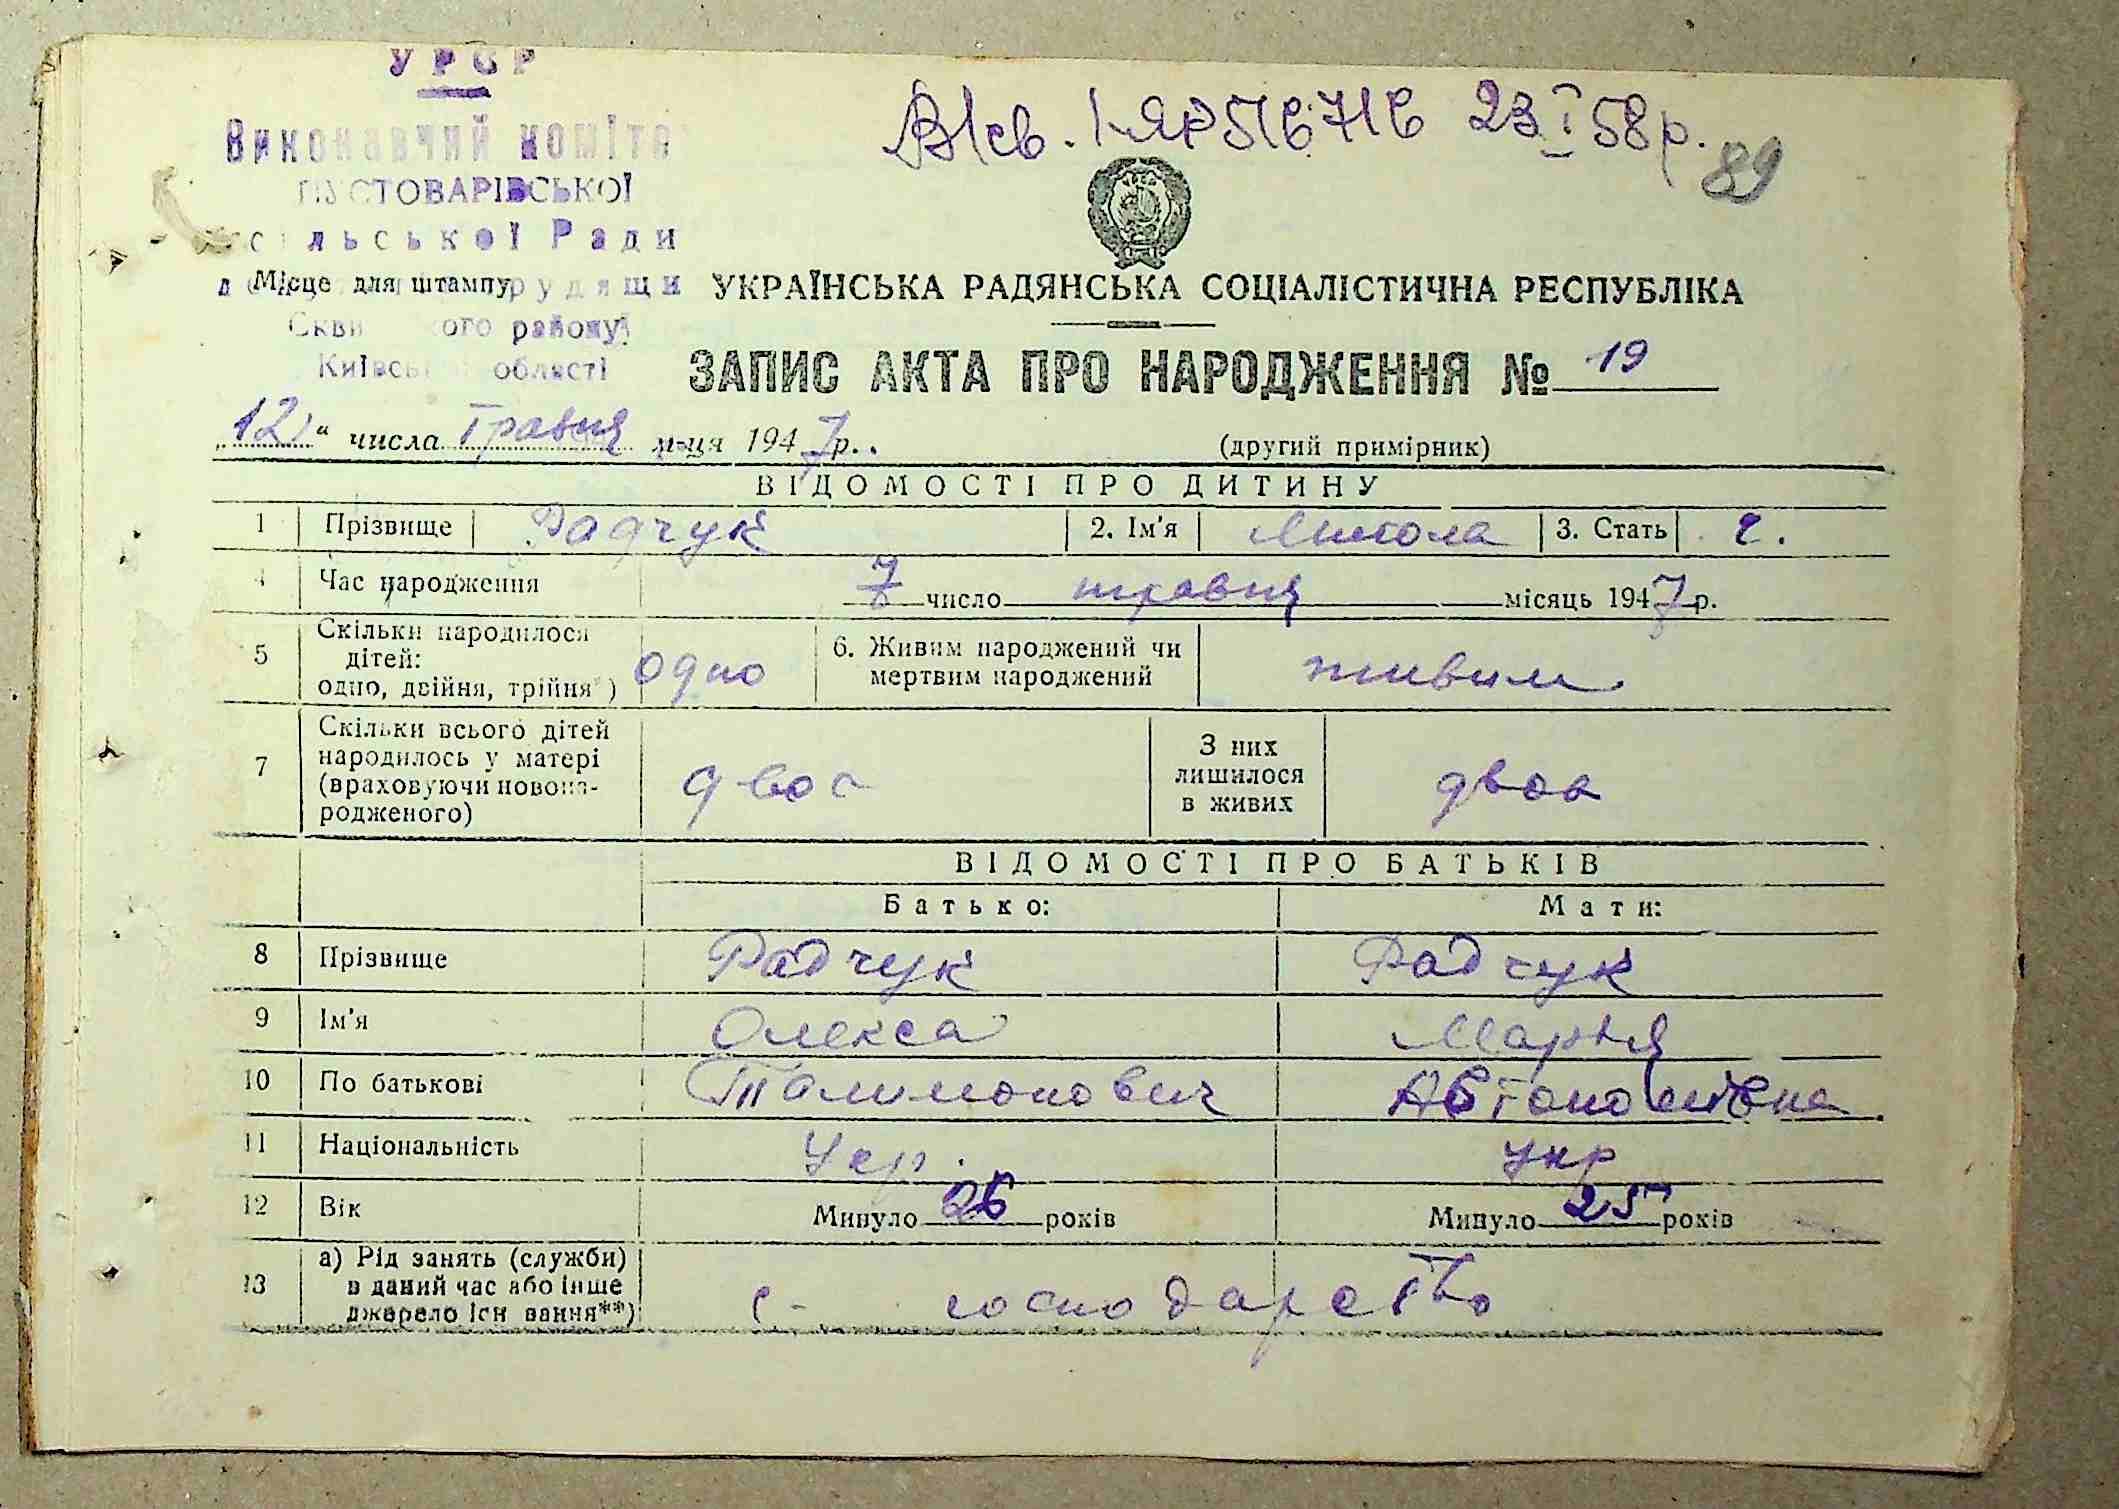 УРСР
Виконавчий комітет
ПУСТОВАРІВСЬКОЇ
сільської Ради
Місце для штампу
Сквирського району
Київської області
23 I 58 р.
89
УКРАЇНСЬКА РАДЯНСЬКА СОЦІАЛІСТИЧНА РЕСПУБЛІКА
ЗАПИС АКТА ПРО НАРОДЖЕННЯ № 19
„12“ числа Травня м-ця 1947 р.
(другий примірник)
ВІДОМОСТІ ПРО ДИТИНУ
1 Прізвище Радчук 2. Ім'я Микола 3. Стать ч.
4 Час народження 7 число травня місяць 1947 р.
5 Скільки народилося дітей: одно, двійня, трійня*) одно 6. Живим народжений чи мертвим народжений живим
7 Скільки всього дітей народилось у матері (враховуючи новонародженого) двоє З них лишилося в живих двоє
ВІДОМОСТІ ПРО БАТЬКІВ
Батько: Мати:
8 Прізвище Радчук Радчук
9 Ім'я Олекса Марія
10 По батькові Талимонович Автономівна
11 Національність Укр. укр
12 Вік Минуло 26 років Минуло 25 років
13 а) Рід занять (служби) в даний час або інше джерело існ вання**) с - господарство